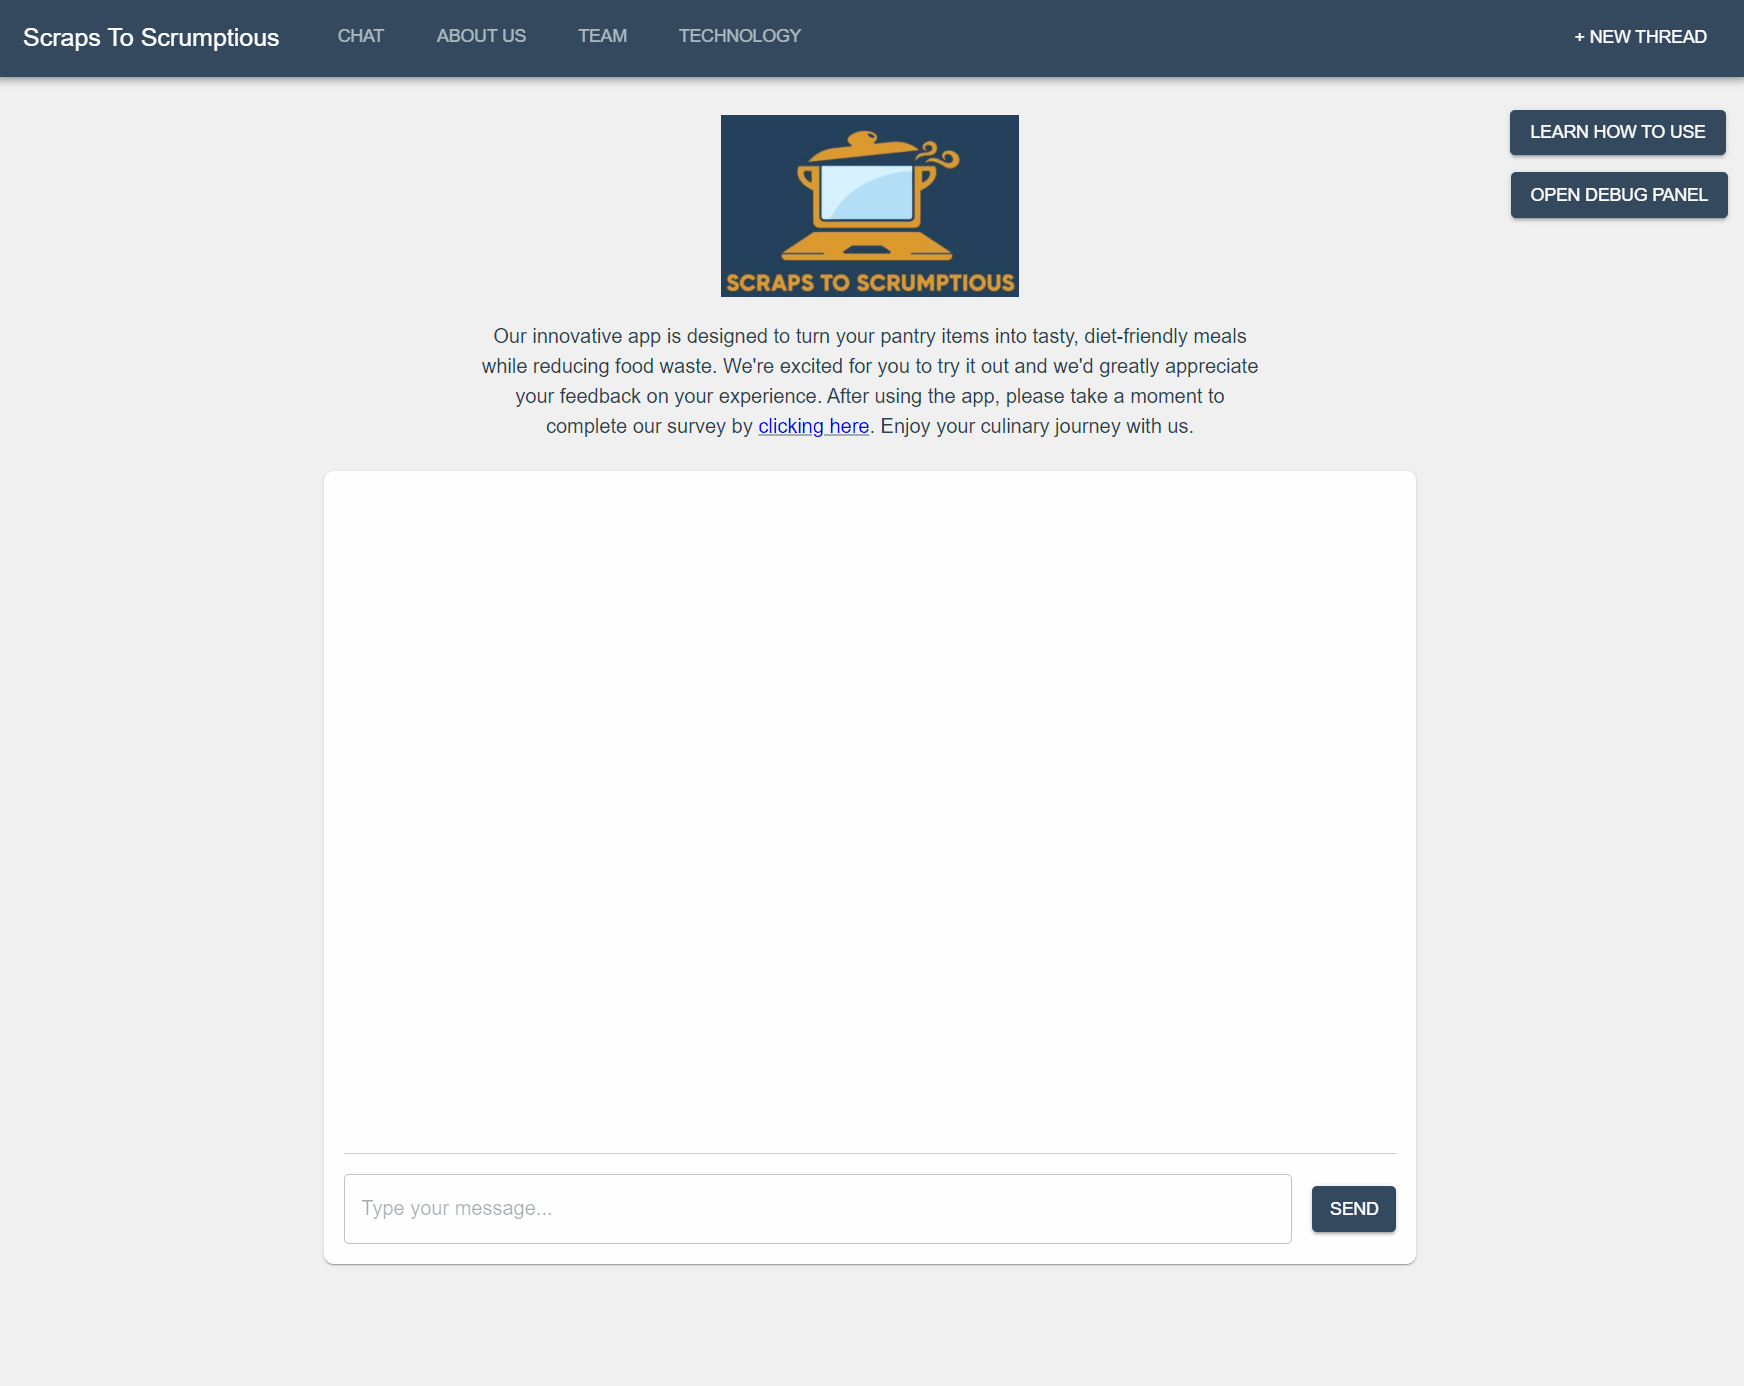 Scraps To Scrumptious
CHAT
ABOUT US
TEAM
TECHNOLOGY
+ NEW THREAD
LEARN HOW TO USE
OPEN DEBUG PANEL
SCRAPS TO SCRUMPTIOUS
Our innovative app is designed to turn your pantry items into tasty, diet-friendly meals
while reducing food waste. We're excited for you to try it out and we'd greatly appreciate
your feedback on your experience. After using the app, please take a moment to
complete our survey by clicking here. Enjoy your culinary journey with us.
Type your message...
SEND